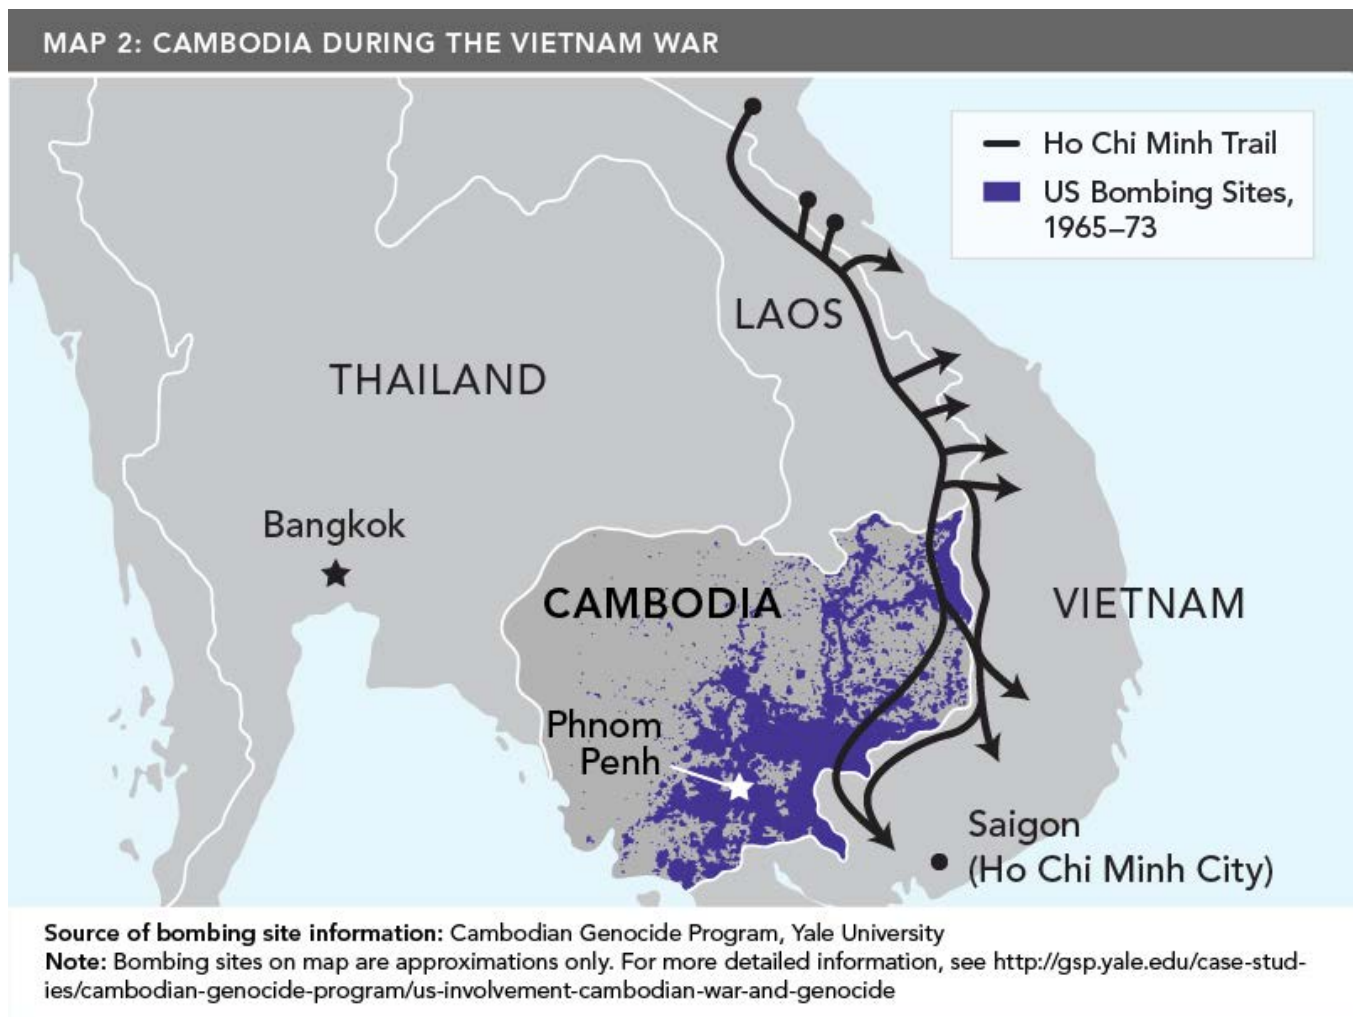 MAP 2: CAMBODIA DURING THE VIETNAM WAR
Ho Chi Minh Trail
US Bombing Sites,
1965–73
LAOS
THAILAND
Bangkok
CAMBODIA
VIETNAM
Phnom
Penh
Saigon
(Ho Chi Minh City)
Source of bombing site information: Cambodian Genocide Program, Yale University
Note: Bombing sites on map are approximations only. For more detailed information, see http://gsp.yale.edu/case-stud-
ies/cambodian-genocide-program/us-involvement-cambodian-war-and-genocide